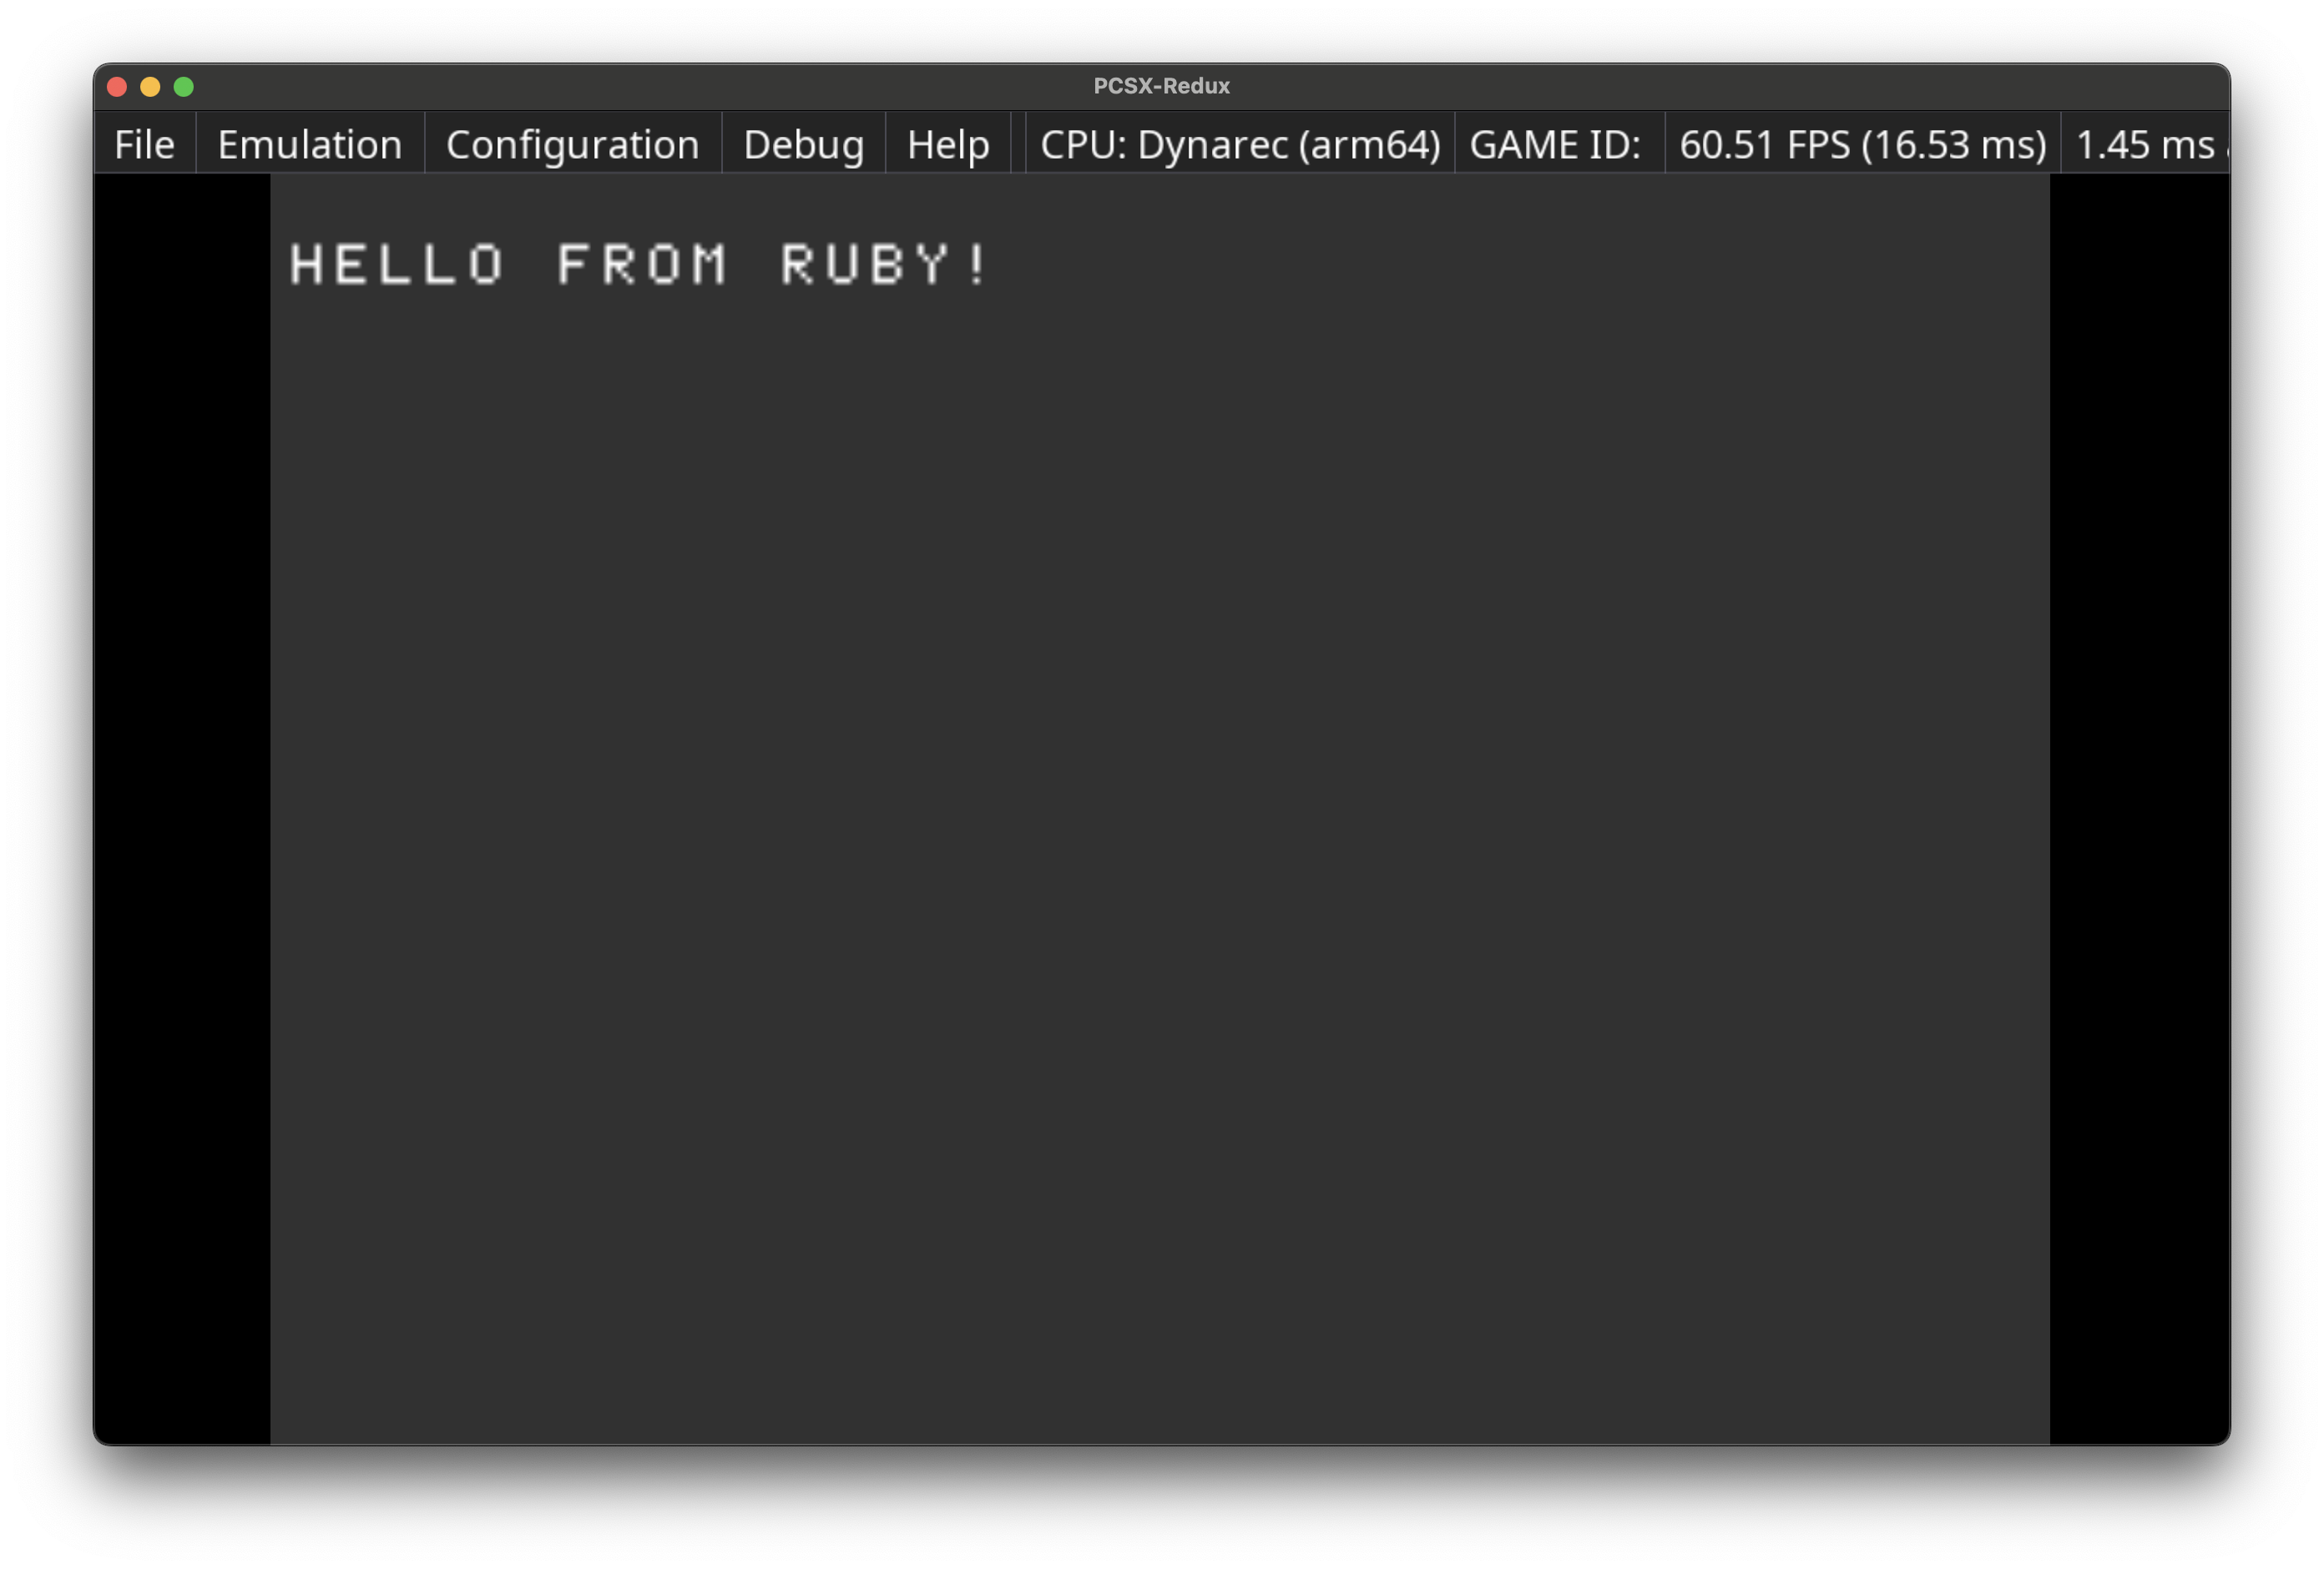 PCSX-Redux
File Emulation Configuration Debug Help CPU: Dynarec (arm64) GAME ID: 60.51 FPS (16.53 ms) 1.45 ms
HELLO FROM RUBY!